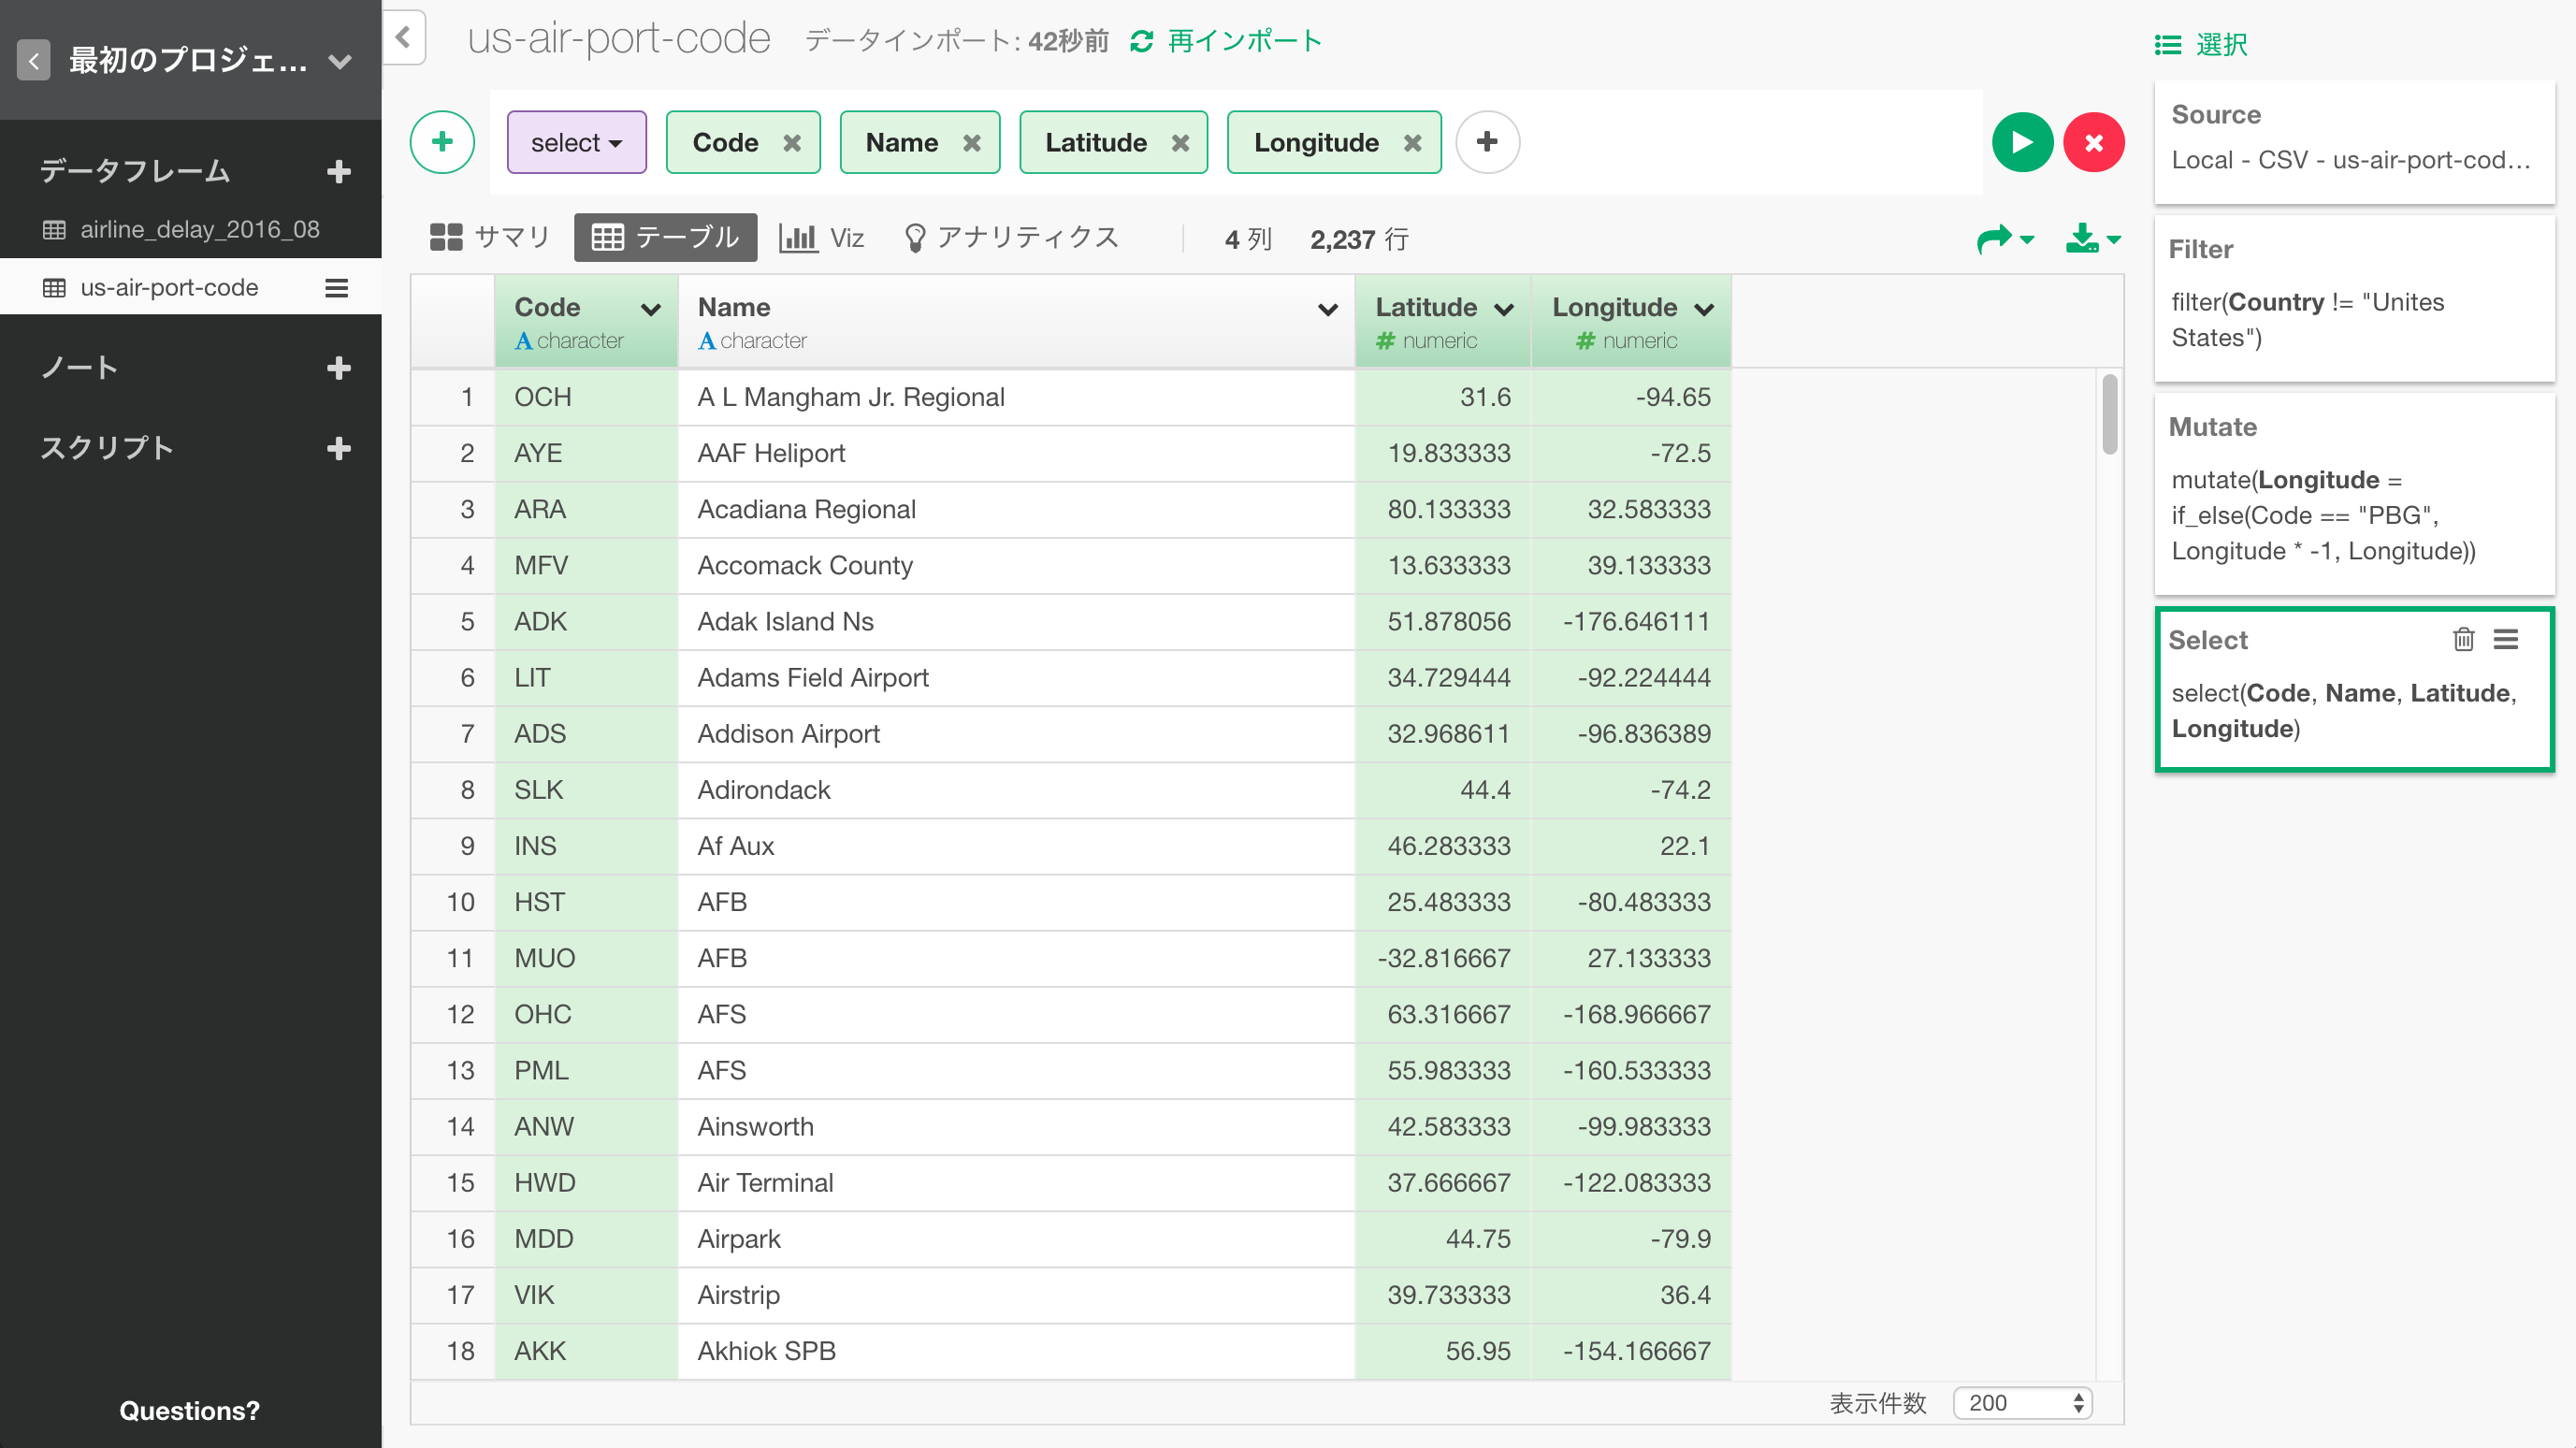 最初のプロジェ...
データフレーム
airline_delay_2016_08
us-air-port-code
ノート
スクリプト
Questions?
us-air-port-code データインポート: 42秒前 再インポート
select Code Name Latitude Longitude
サマリ テーブル Viz アナリティクス 4 列 2,237 行
Code Name Latitude Longitude
character character numeric numeric
1 OCH A L Mangham Jr. Regional 31.6 -94.65
2 AYE AAF Heliport 19.833333 -72.5
3 ARA Acadiana Regional 80.133333 32.583333
4 MFV Accomack County 13.633333 39.133333
5 ADK Adak Island Ns 51.878056 -176.646111
6 LIT Adams Field Airport 34.729444 -92.224444
7 ADS Addison Airport 32.968611 -96.836389
8 SLK Adirondack 44.4 -74.2
9 INS Af Aux 46.283333 22.1
10 HST AFB 25.483333 -80.483333
11 MUO AFB -32.816667 27.133333
12 OHC AFS 63.316667 -168.966667
13 PML AFS 55.983333 -160.533333
14 ANW Ainsworth 42.583333 -99.983333
15 HWD Air Terminal 37.666667 -122.083333
16 MDD Airpark 44.75 -79.9
17 VIK Airstrip 39.733333 36.4
18 AKK Akhiok SPB 56.95 -154.166667
表示件数 200
選択
Source
Local - CSV - us-air-port-cod...
Filter
filter(Country != "Unites
States")
Mutate
mutate(Longitude =
if_else(Code == "PBG",
Longitude * -1, Longitude))
Select
select(Code, Name, Latitude,
Longitude)